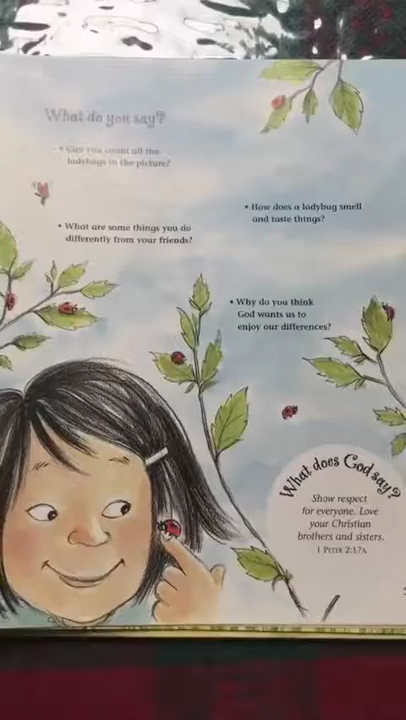 What do you say?
• Can you count all the
ladybugs in the picture?
• How does a ladybug smell
and taste things?
• What are some things you do
differently from your friends?
• Why do you think
God wants us to
enjoy our differences?
What does God say?
Show respect
for everyone. Love
your Christian
brothers and sisters.
1 PETER 2:17A